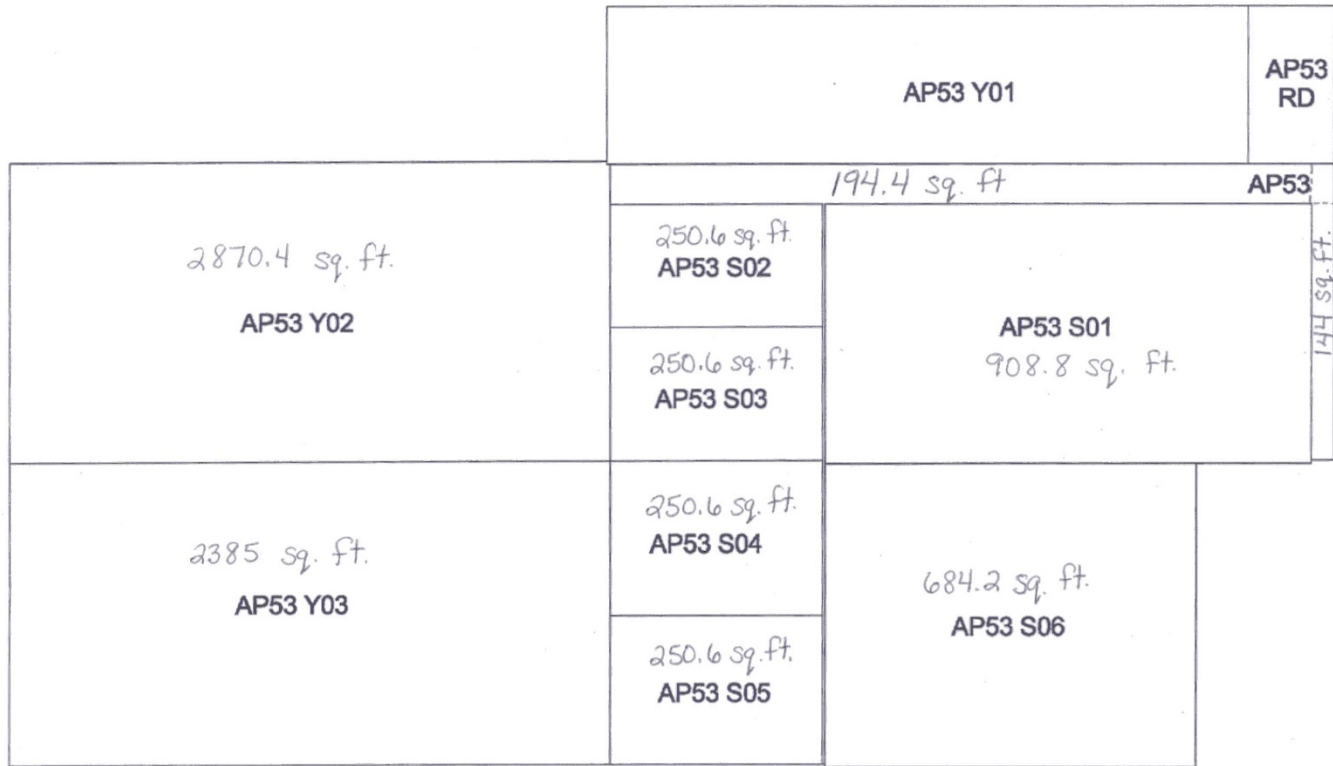 AP53 Y01
AP53
RD
194.4 sq. ft
AP53
2870.4 sq. ft.
AP53 Y02
250.6 sq. ft.
AP53 S02
250.6 sq. ft.
AP53 S03
AP53 S01
908.8 sq. ft.
144 sq. ft.
2385 sq. ft.
AP53 Y03
250.6 sq. ft.
AP53 S04
250.6 sq. ft.
AP53 S05
684.2 sq. ft.
AP53 S06